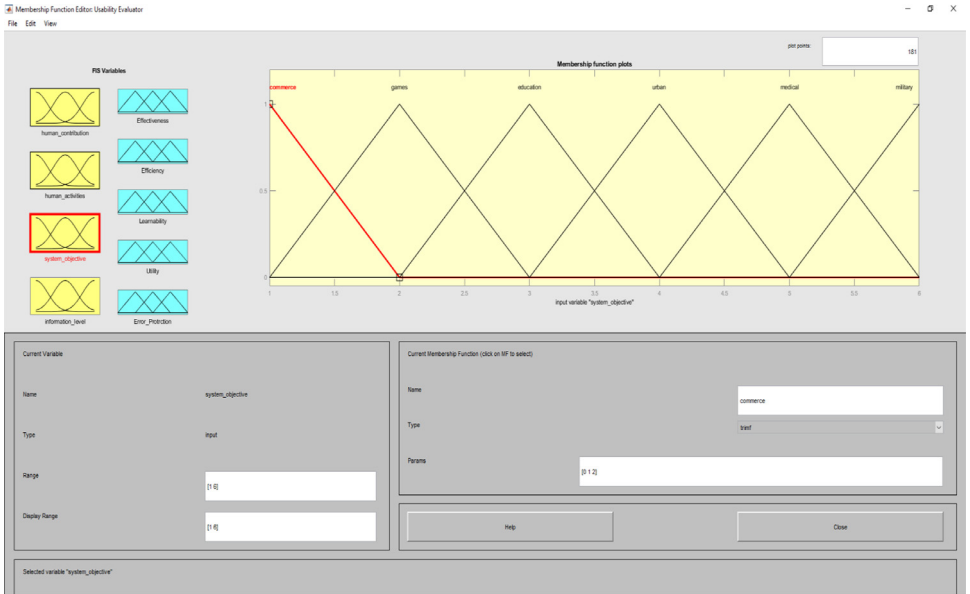 Membership Function Editor: Usability Evaluator
File Edit View
plot points:
181
FIS Variables
Membership function plots
human_contribution
human_activities
system_objective
information_level
Effectiveness
Efficiency
Learnability
Utility
Error_Protrction
commerce games education urban medical military
1
0.5
0
1 1.5 2 2.5 3 3.5 4 4.5 5 5.5 6
input variable "system_objective"
Current Variable
Name system_objective
Type input
Range [1 6]
Display Range [1 6]
Current Membership Function (click on MF to select)
Name commerce
Type trimf
Params [0 1 2]
Help Close
Selected variable "system_objective"